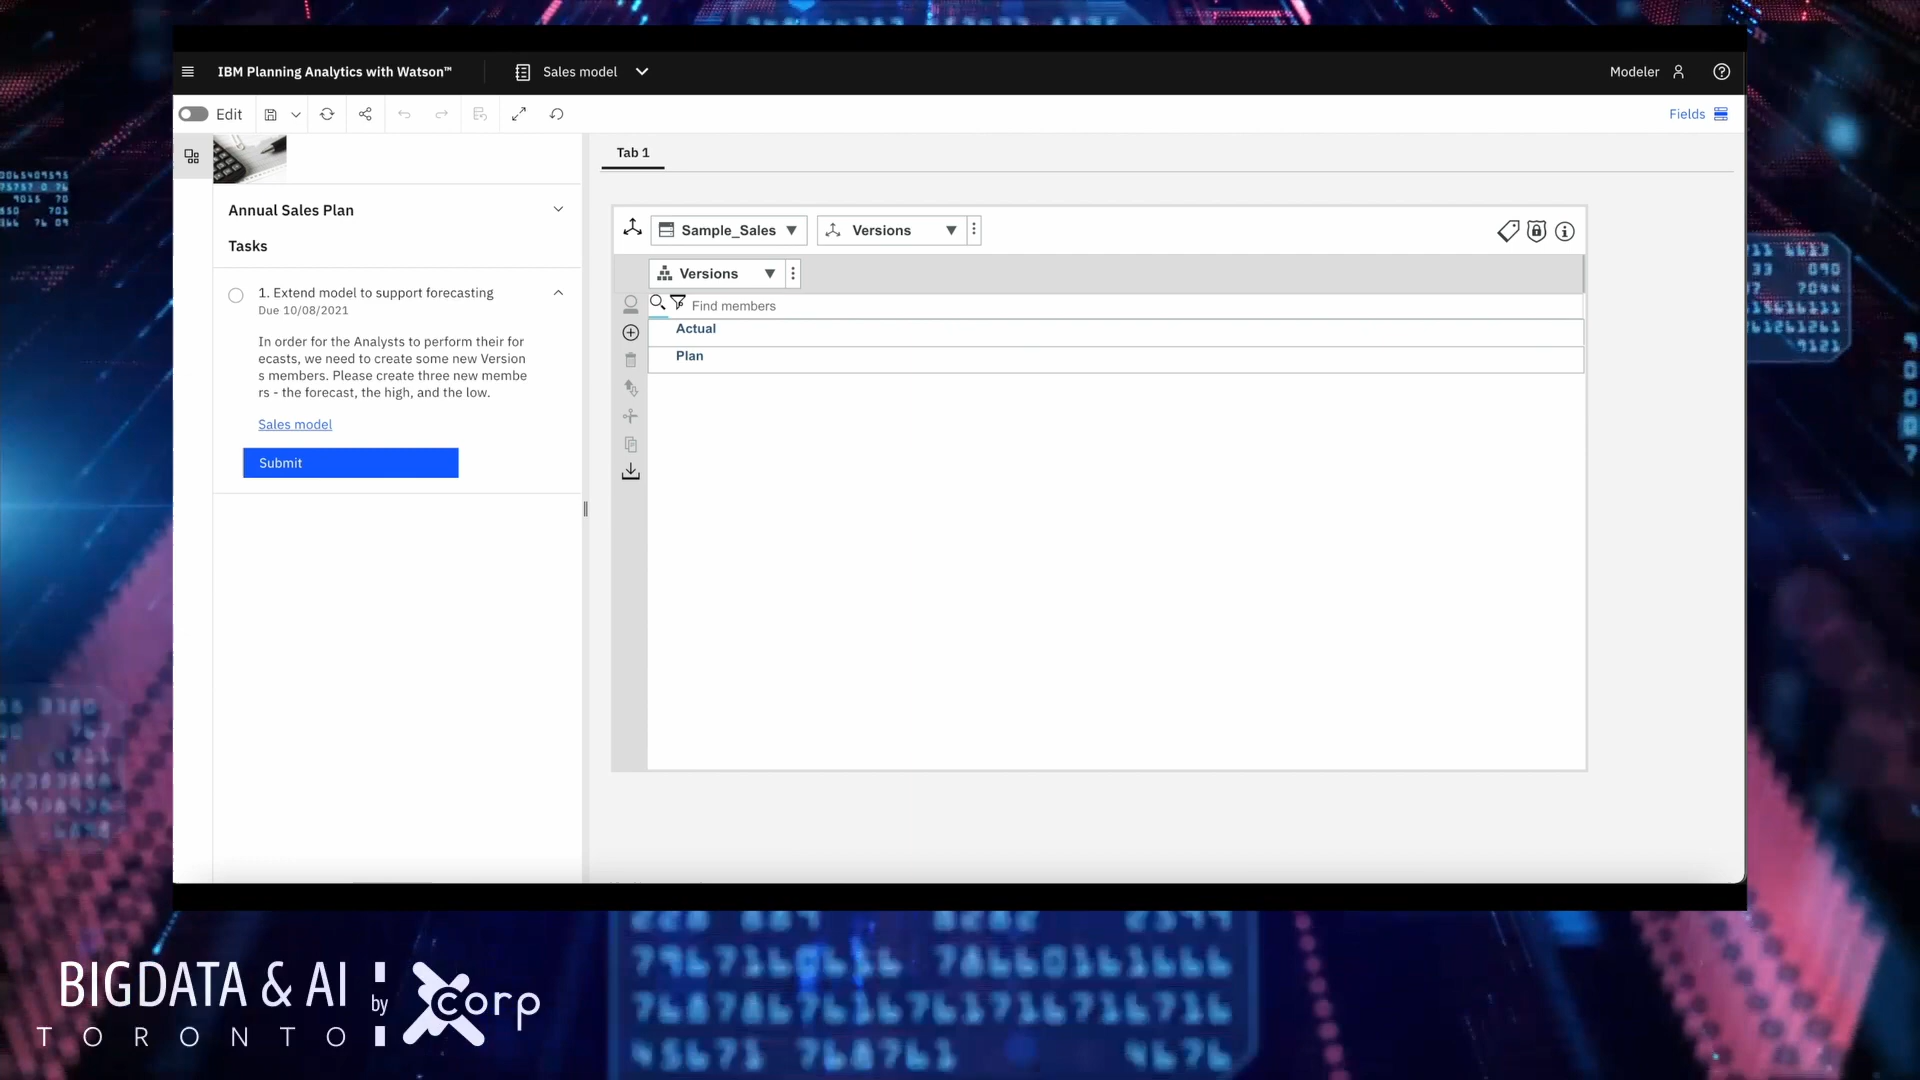 IBM Planning Analytics with Watson™
Sales model
Modeler
Edit
Fields
Tab 1
Annual Sales Plan
Tasks
1. Extend model to support forecasting
Due 10/08/2021
In order for the Analysts to perform their for
ecasts, we need to create some new Version
s members. Please create three new membe
rs - the forecast, the high, and the low.
Sales model
Submit
Sample_Sales
Versions
Versions
Find members
Actual
Plan
BIGDATA & AI
by
corp
TORONTO